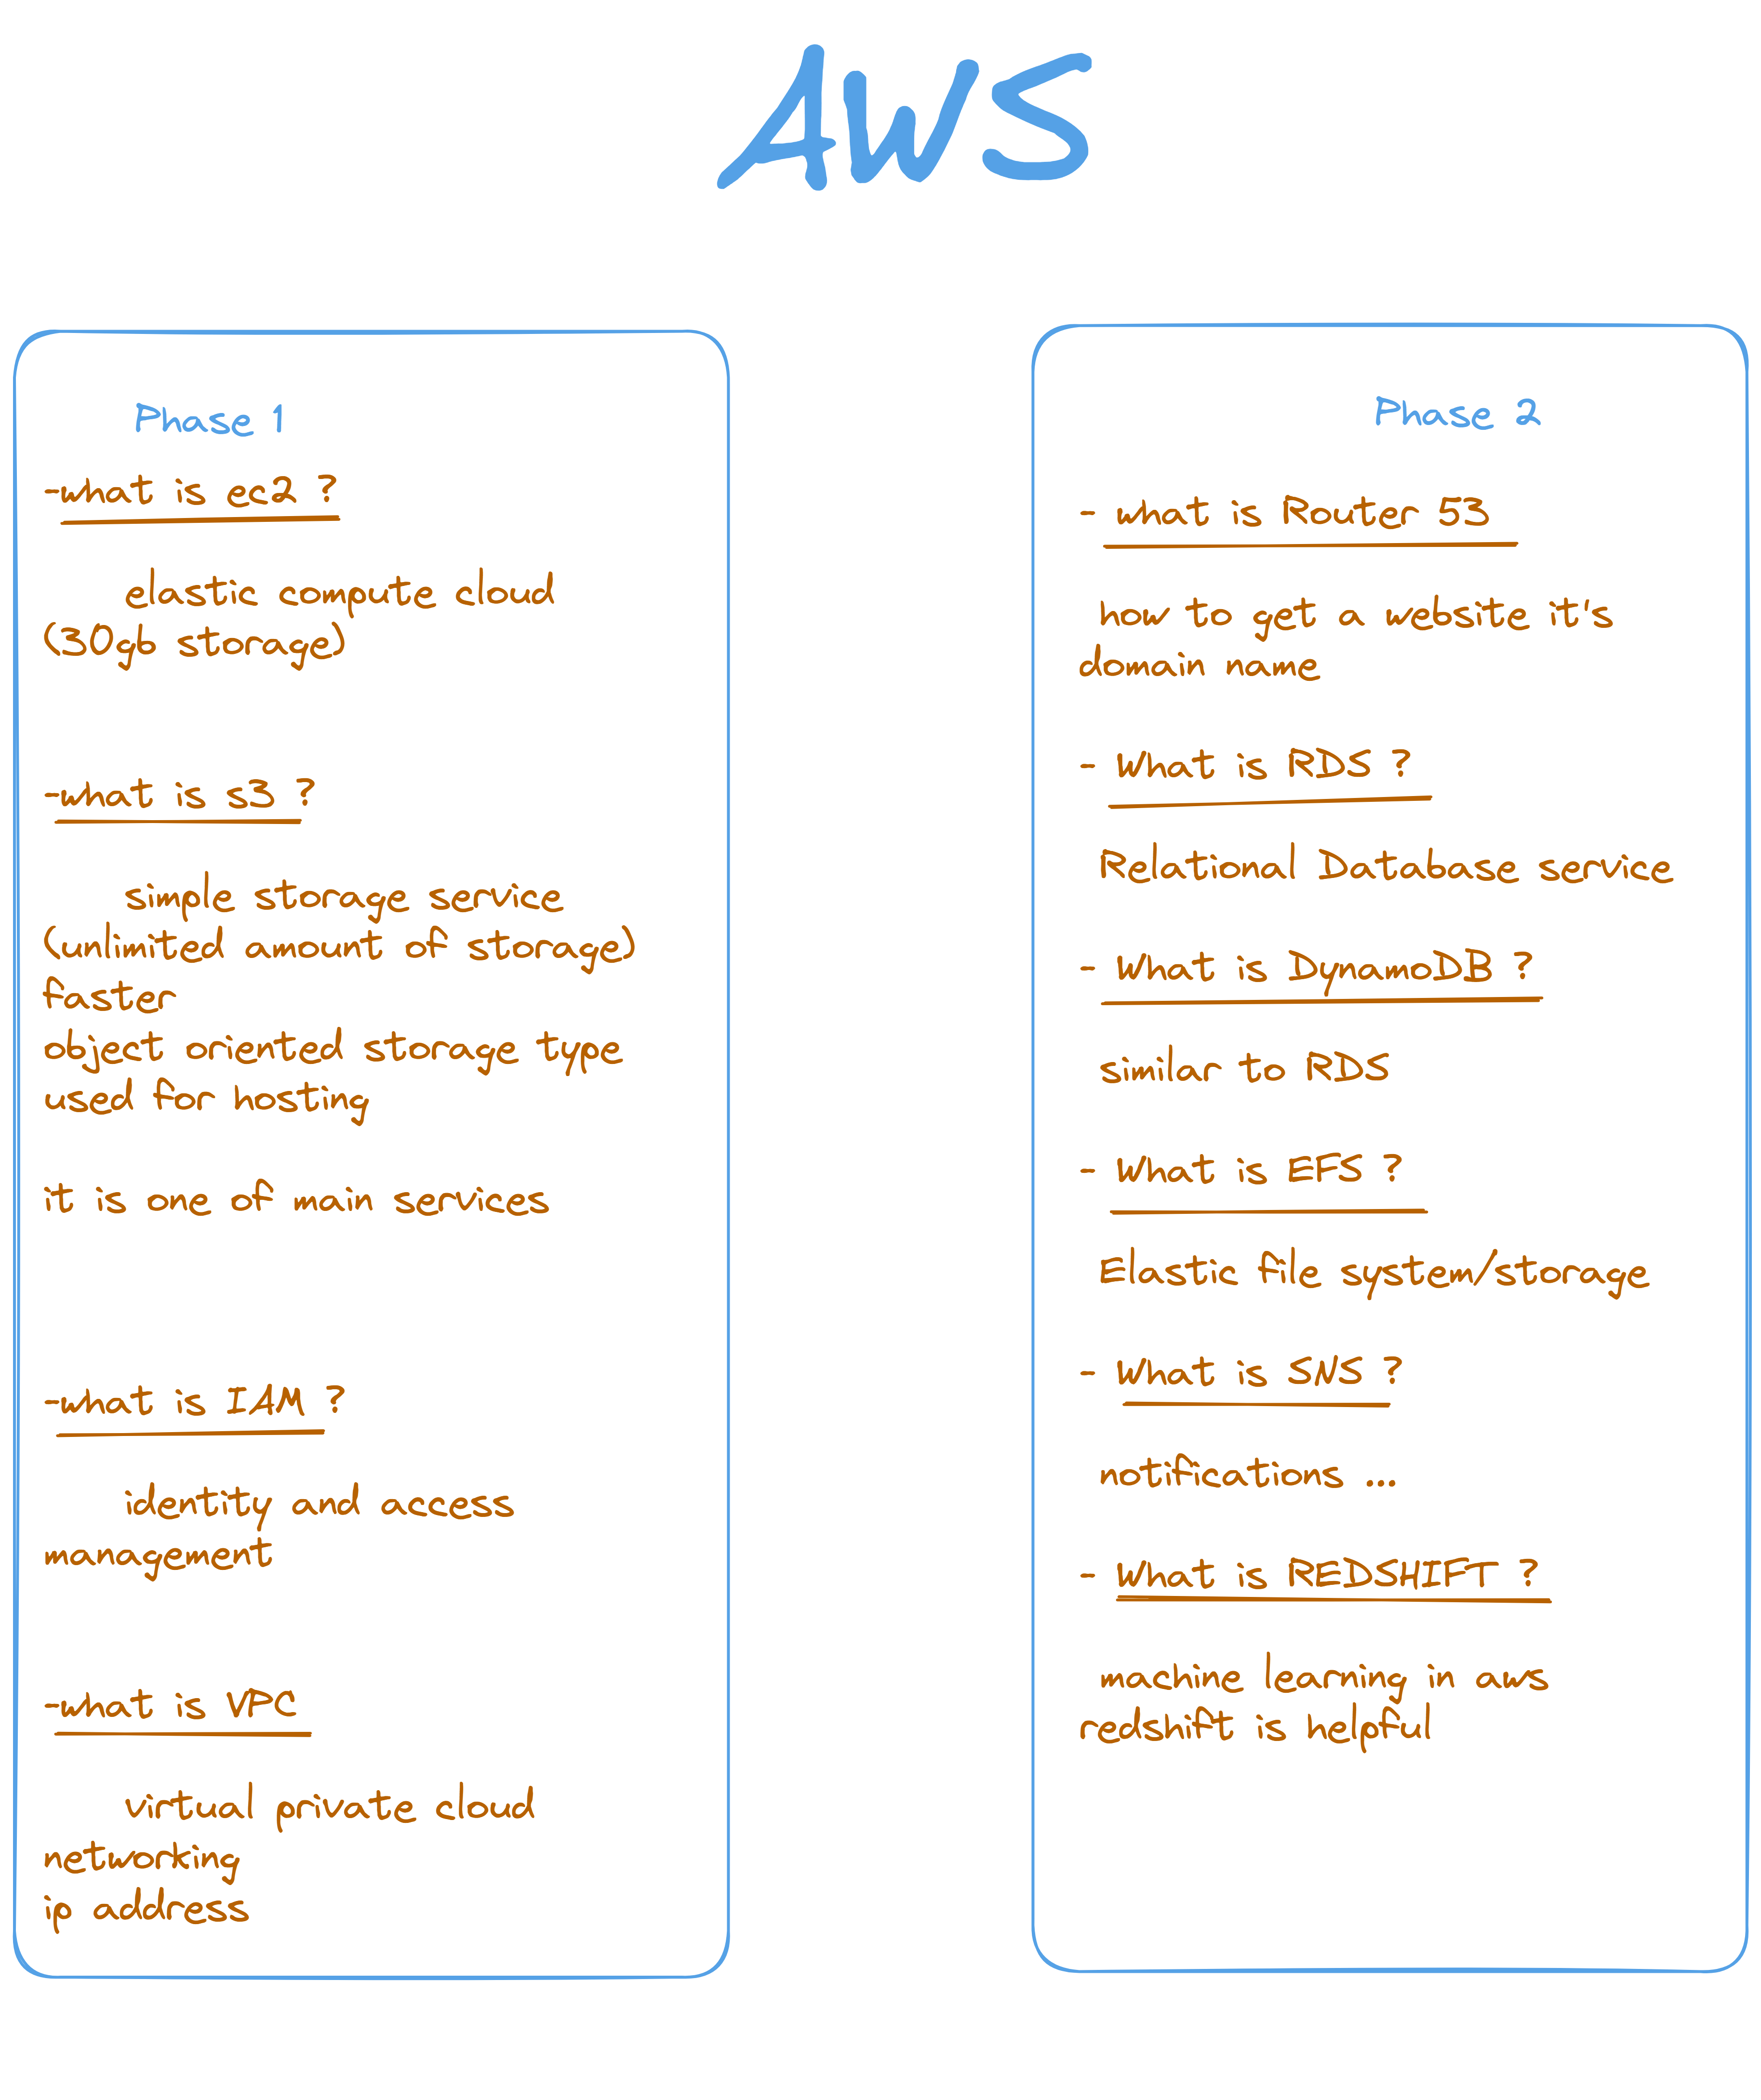 AWS
Phase 1
-what is ec2 ?
elastic compute cloud
(30gb storage)
-what is s3 ?
simple storage service
(unlimited amount of storage)
faster
object oriented storage type
used for hosting
it is one of main services
-what is IAM ?
identity and access
management
-what is VPC
virtual private cloud
networking
ip address
Phase 2
- what is Router 53
how to get a website it's
domain name
- What is RDS ?
Relational Database service
- What is DynamoDB ?
similar to RDS
- What is EFS ?
Elastic file system/storage
- What is SNS ?
notifications ...
- What is REDSHIFT ?
machine learning in aws
redshift is helpful